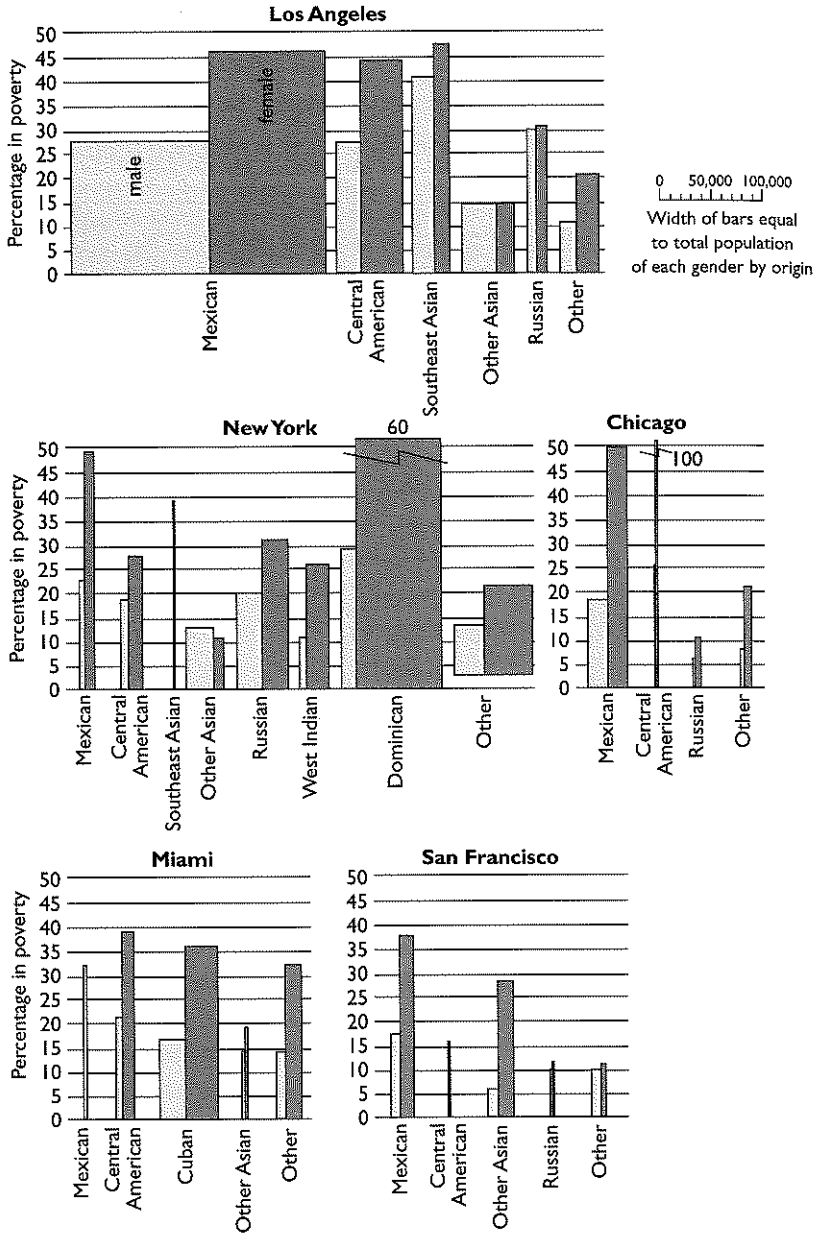 Los Angeles
Percentage in poverty
50
45
40
35
30
25
20
15
10
5
0
male
female
Mexican
Central
American
Southeast Asian
Other Asian
Russian
Other
0 50,000 100,000
Width of bars equal
to total population
of each gender by origin
New York
Percentage in poverty
50
45
40
35
30
25
20
15
10
5
0
60
Mexican
Central
American
Southeast Asian
Other Asian
Russian
West Indian
Dominican
Other
Chicago
50
45
40
35
30
25
20
15
10
5
0
100
Mexican
Central
American
Russian
Other
Miami
Percentage in poverty
50
45
40
35
30
25
20
15
10
5
0
Mexican
Central
American
Cuban
Other Asian
Other
San Francisco
50
45
40
35
30
25
20
15
10
5
0
Mexican
Central
American
Other Asian
Russian
Other